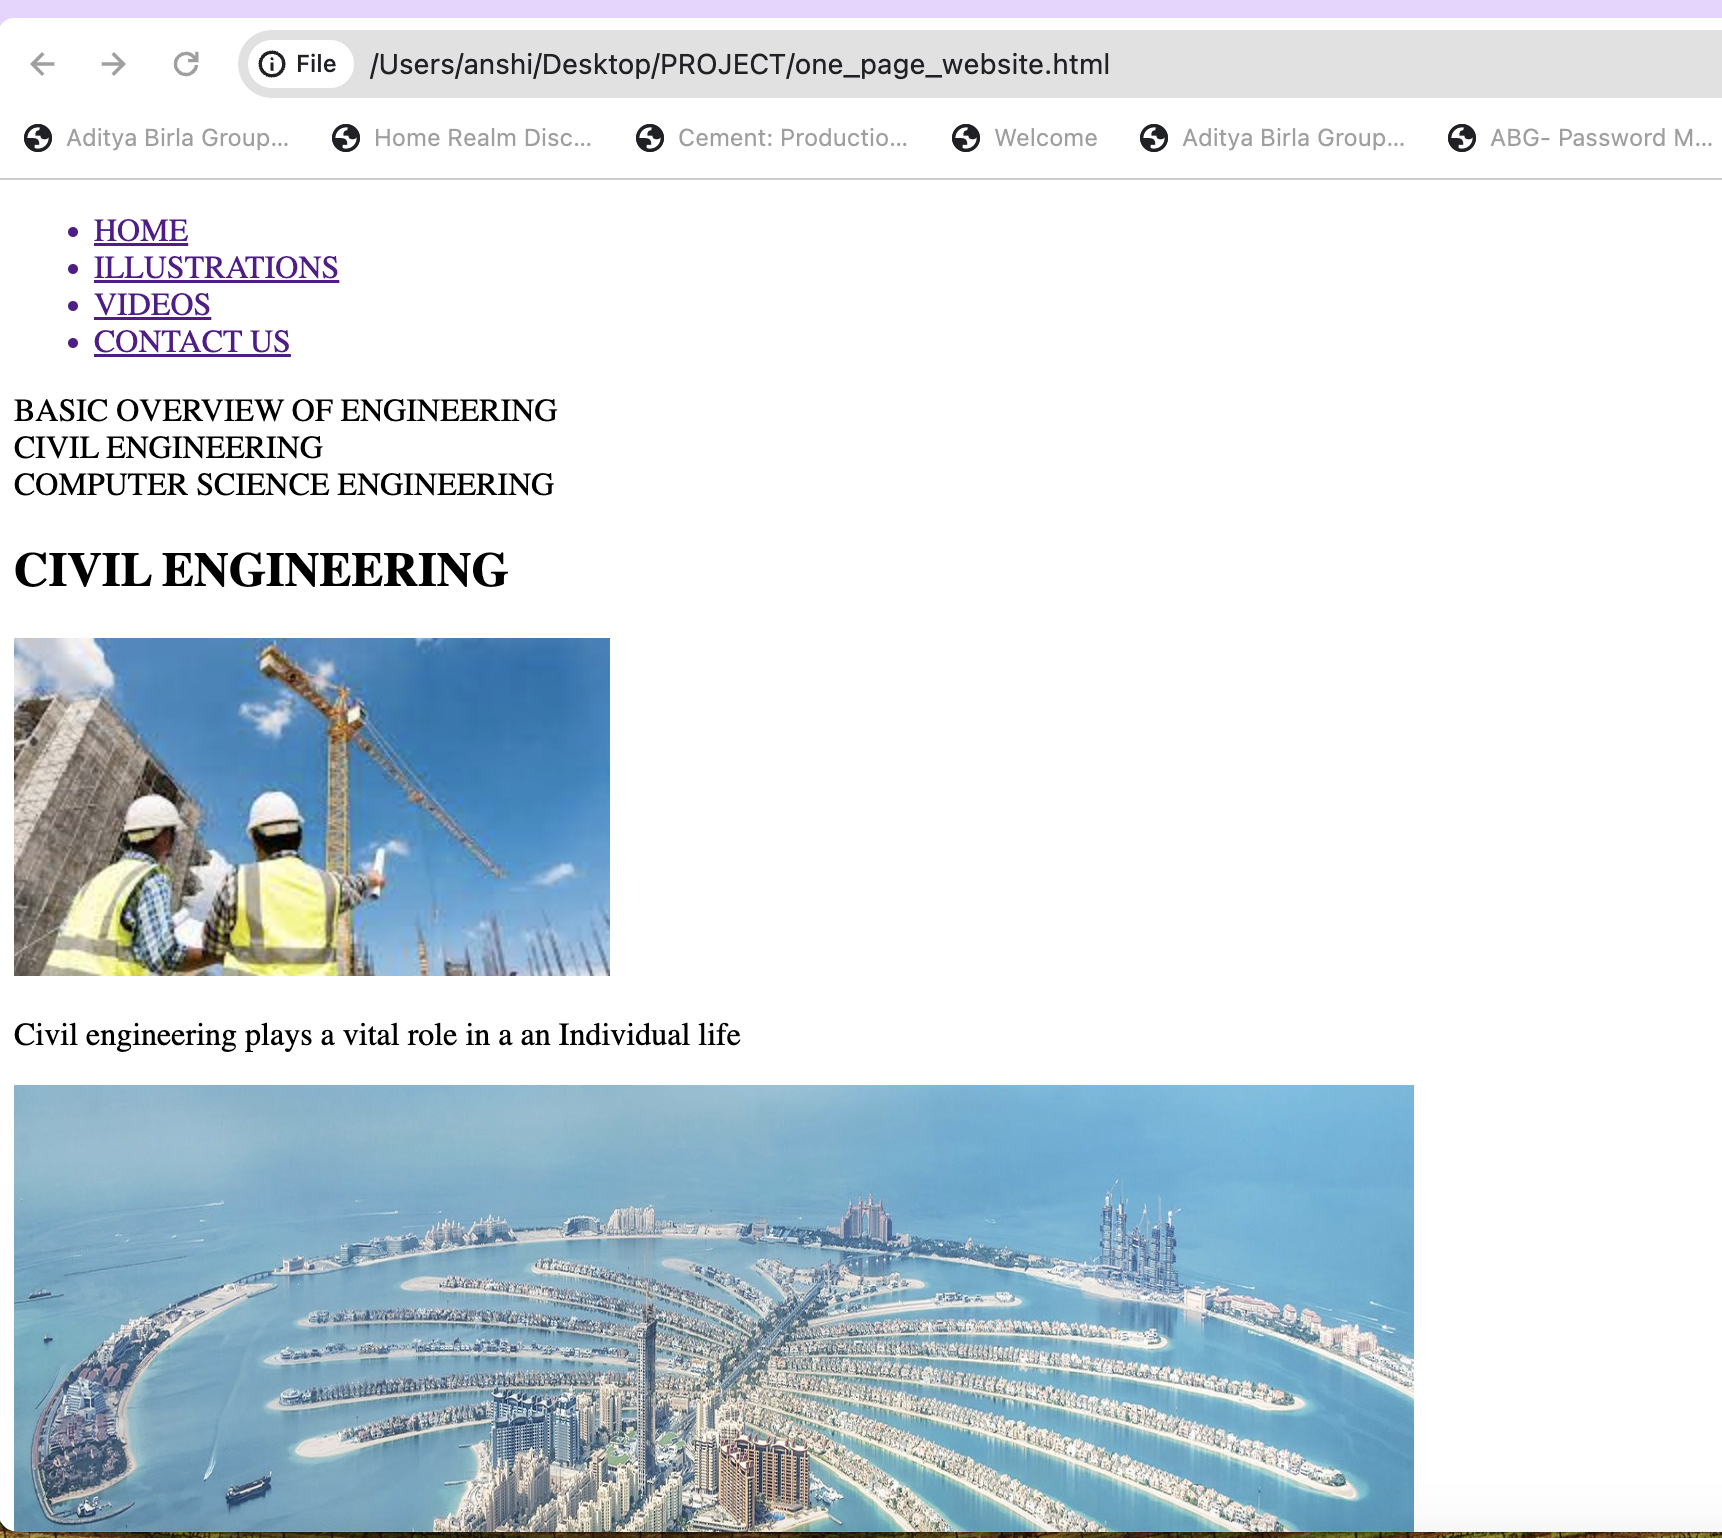 File /Users/anshi/Desktop/PROJECT/one_page_website.html
Aditya Birla Group... Home Realm Disc... Cement: Productio... Welcome Aditya Birla Group... ABG- Password M...
HOME
ILLUSTRATIONS
VIDEOS
CONTACT US
BASIC OVERVIEW OF ENGINEERING
CIVIL ENGINEERING
COMPUTER SCIENCE ENGINEERING
CIVIL ENGINEERING
Civil engineering plays a vital role in a an Individual life